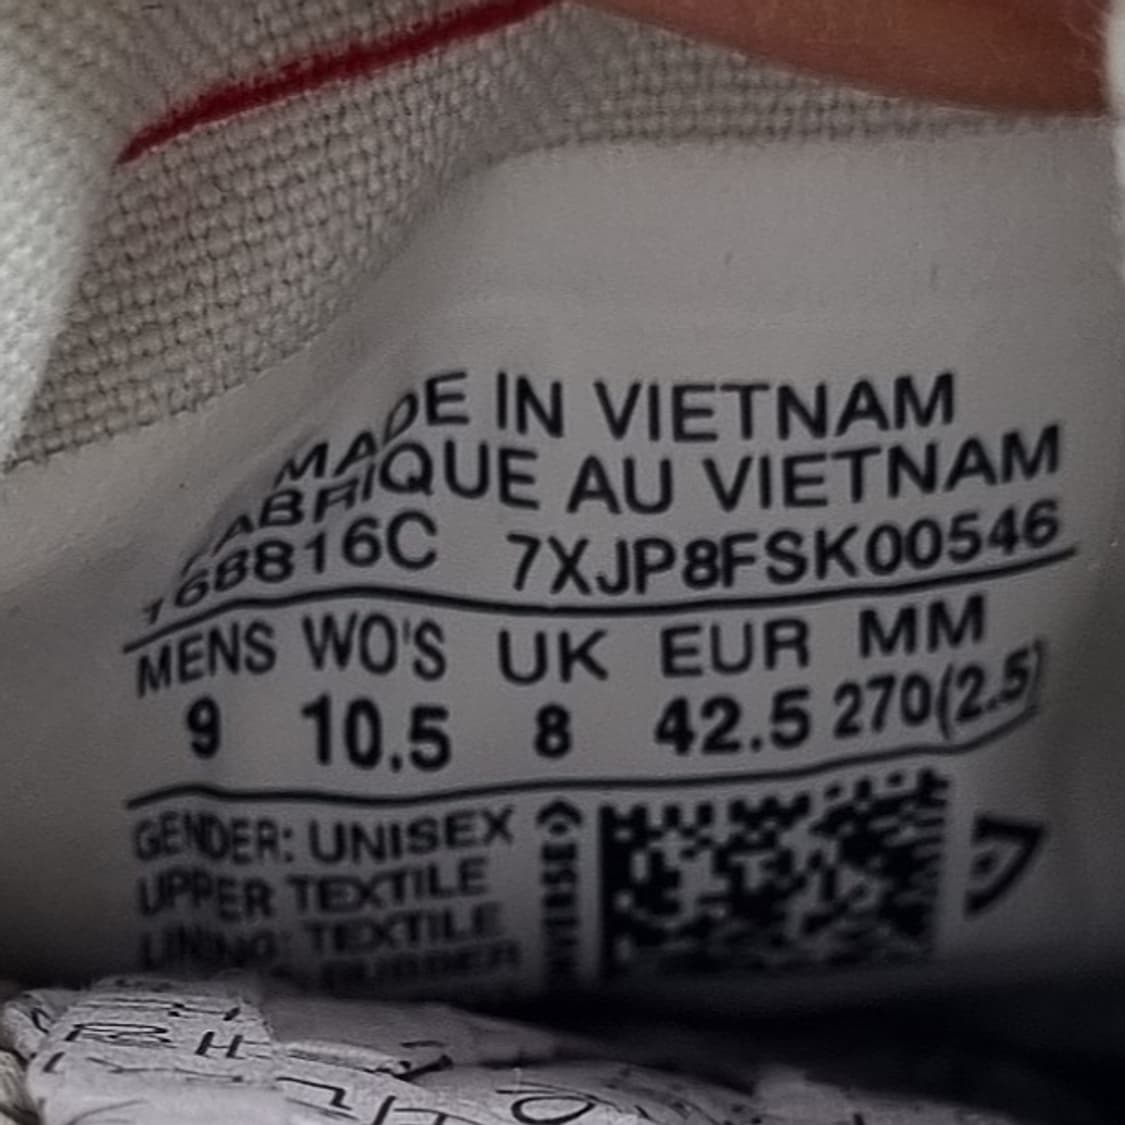 MADE IN VIETNAM
FABRIQUE AU VIETNAM
168816C 7XJP8FSK00546
MENS WO'S UK EUR MM
9 10.5 8 42.5 270(2.5)
GENDER: UNISEX
UPPER TEXTILE
LINING: TEXTILE
RUBBER